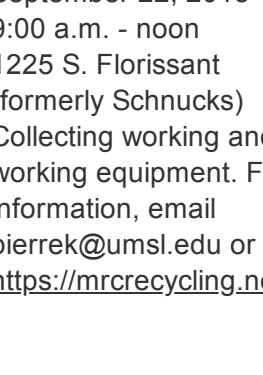 September 22, 2018
9:00 a.m. - noon
1225 S. Florissant
(formerly Schnucks)
Collecting working and
working equipment. F
information, email
pierrek@umsl.edu or
https://mrcrecycling.ne